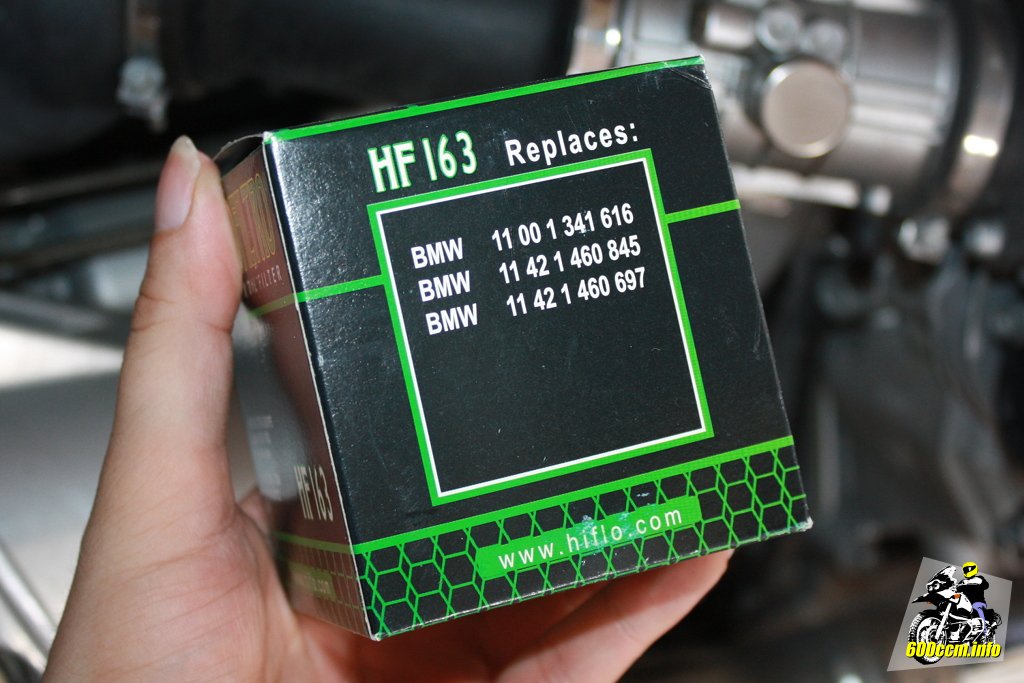 HF163 Replaces:
BMW 11 00 1 341 616
BMW 11 42 1 460 845
BMW 11 42 1 460 697
www.hiflo.com
HF163
600ccm.info